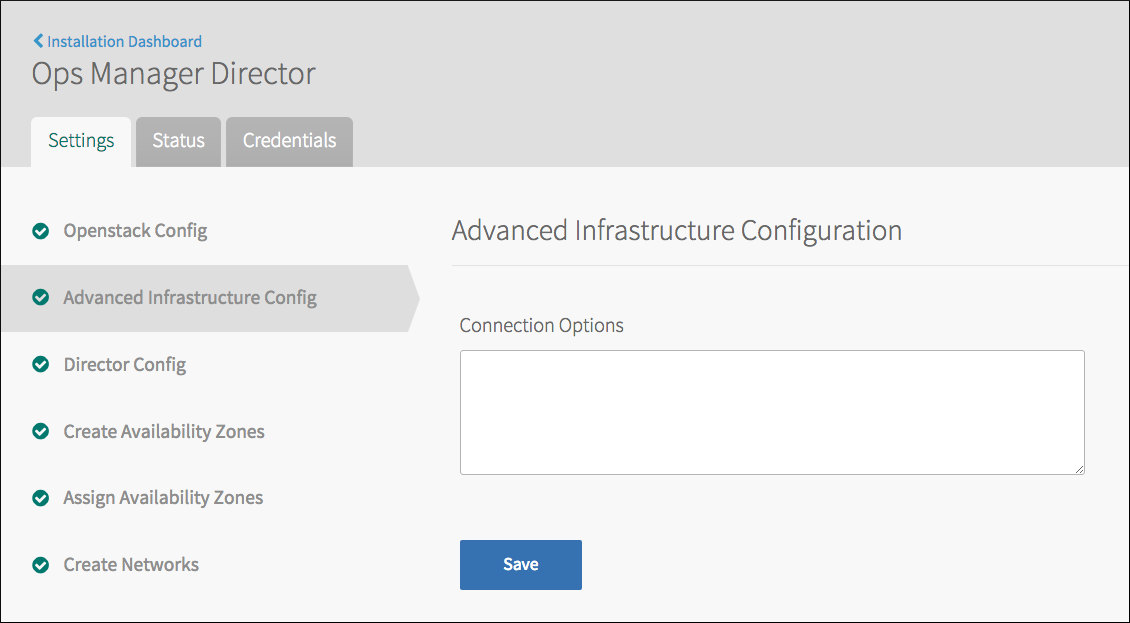 Installation Dashboard
Ops Manager Director
Settings
Status
Credentials
Openstack Config
Advanced Infrastructure Config
Director Config
Create Availability Zones
Assign Availability Zones
Create Networks
Advanced Infrastructure Configuration
Connection Options
Save